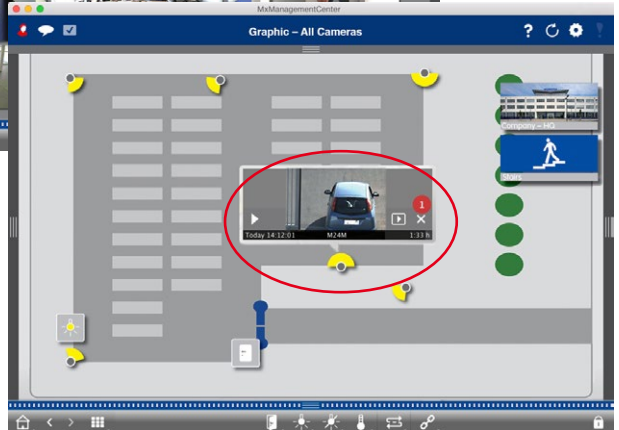 MxManagementCenter
Graphic – All Cameras
?
!
Company – HQ
Stairs
1
Today 14:12:01 M24M 1:33 h